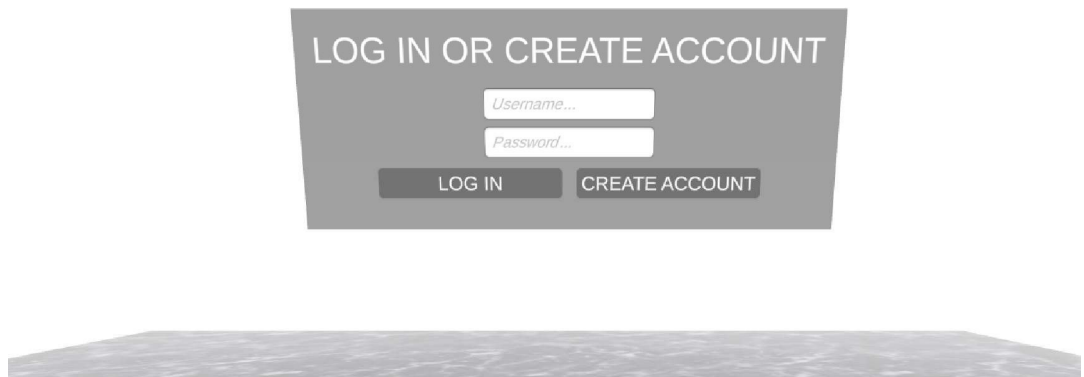 LOG IN OR CREATE ACCOUNT
Username...
Password...
LOG IN CREATE ACCOUNT